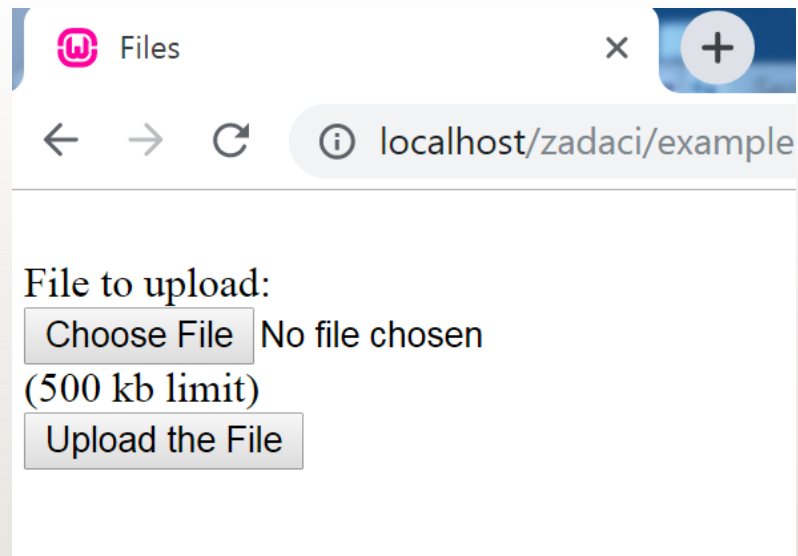 Files
localhost/zadaci/example
File to upload:
Choose File No file chosen
(500 kb limit)
Upload the File